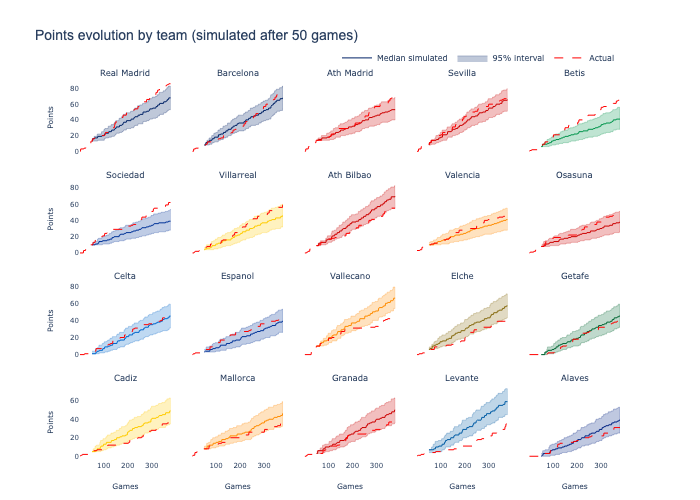 Points evolution by team (simulated after 50 games)
Median simulated 95% interval Actual
Real Madrid Barcelona Ath Madrid Sevilla Betis
80
60
40
20
0
Points
Sociedad Villarreal Ath Bilbao Valencia Osasuna
80
60
40
20
0
Points
Celta Espanol Vallecano Elche Getafe
80
60
40
20
0
Points
Cadiz Mallorca Granada Levante Alaves
60
40
20
0
Points
100 200 300 100 200 300 100 200 300 100 200 300 100 200 300
Games Games Games Games Games